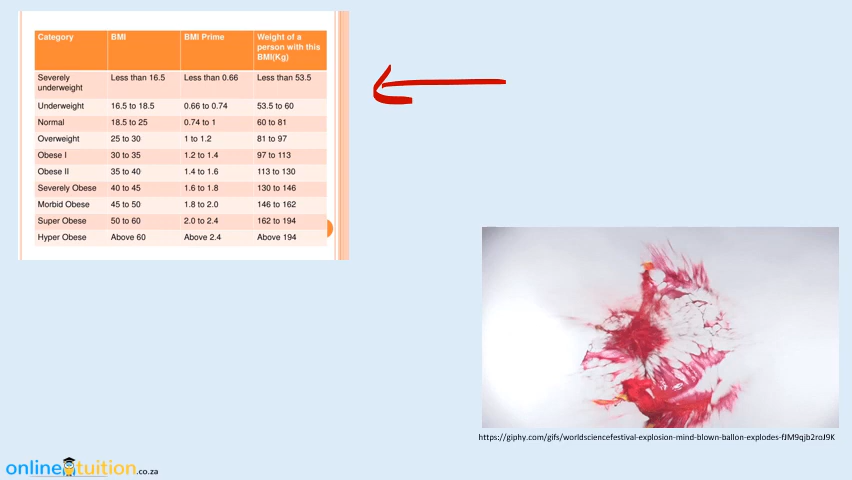 Category BMI BMI Prime Weight of a
person with this
BMI(Kg)
Severely Less than 16.5 Less than 0.66 Less than 53.5
underweight
Underweight 16.5 to 18.5 0.66 to 0.74 53.5 to 60
Normal 18.5 to 25 0.74 to 1 60 to 81
Overweight 25 to 30 1 to 1.2 81 to 97
Obese I 30 to 35 1.2 to 1.4 97 to 113
Obese II 35 to 40 1.4 to 1.6 113 to 130
Severely Obese 40 to 45 1.6 to 1.8 130 to 146
Morbid Obese 45 to 50 1.8 to 2.0 146 to 162
Super Obese 50 to 60 2.0 to 2.4 162 to 194
Hyper Obese Above 60 Above 2.4 Above 194
https://giphy.com/gifs/worldsciencefestival-explosion-mind-blown-ballon-explodes-fJM9qjb2roJ9K
online tuition.co.za